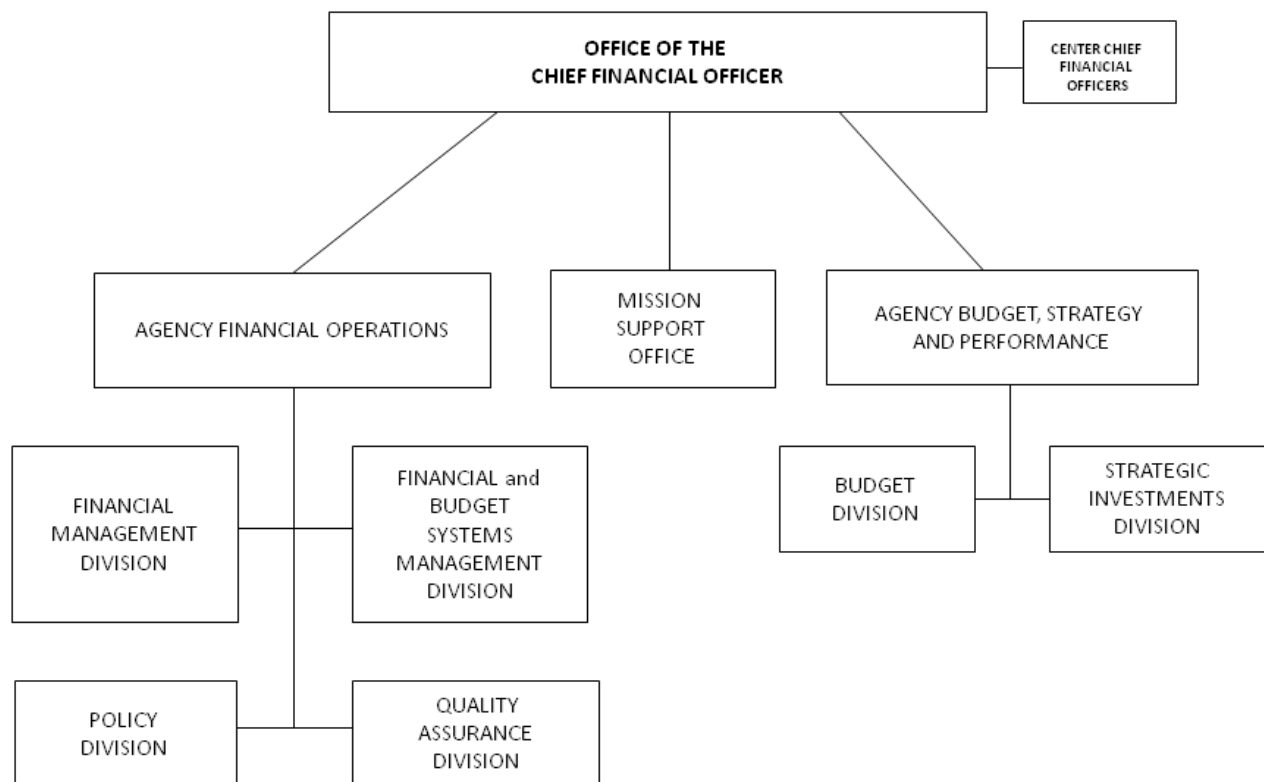 OFFICE OF THE
CHIEF FINANCIAL OFFICER
CENTER CHIEF
FINANCIAL
OFFICERS
AGENCY FINANCIAL OPERATIONS
MISSION
SUPPORT
OFFICE
AGENCY BUDGET, STRATEGY
AND PERFORMANCE
FINANCIAL
MANAGEMENT
DIVISION
FINANCIAL and
BUDGET
SYSTEMS
MANAGEMENT
DIVISION
BUDGET
DIVISION
STRATEGIC
INVESTMENTS
DIVISION
POLICY
DIVISION
QUALITY
ASSURANCE
DIVISION